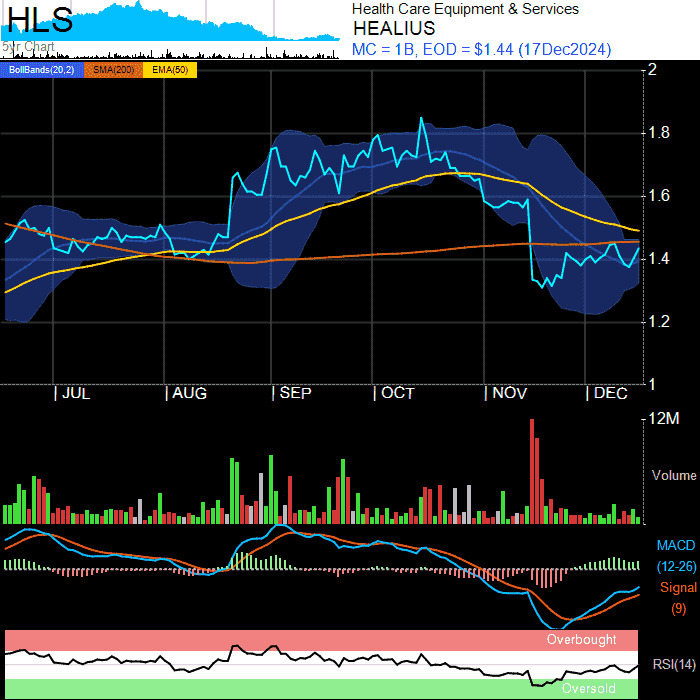 HLS
5yr Chart
Health Care Equipment & Services
HEALIUS
MC = 1B, EOD = $1.44 (17Dec2024)
BollBands(20,2) SMA(200) EMA(50)
2
1.8
1.6
1.4
1.2
1
JUL AUG SEP OCT NOV DEC
12M
Volume
MACD
(12-26)
Signal
(9)
Overbought
RSI(14)
Oversold